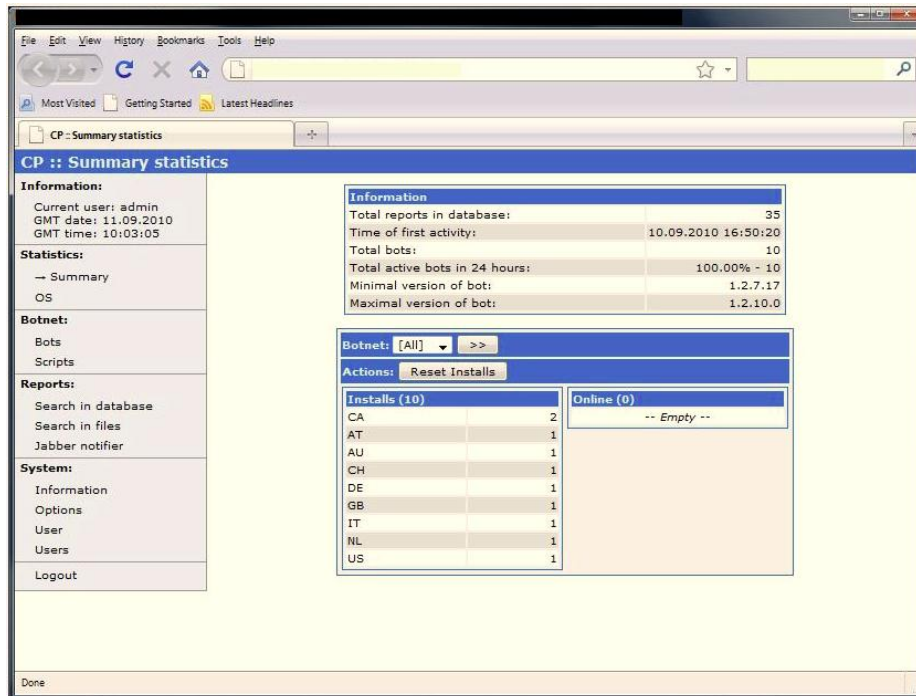 File Edit View History Bookmarks Tools Help
Most Visited Getting Started Latest Headlines
CP :: Summary statistics
CP :: Summary statistics
Information:
Current user: admin
GMT date: 11.09.2010
GMT time: 10:03:05
Statistics:
→ Summary
OS
Botnet:
Bots
Scripts
Reports:
Search in database
Search in files
Jabber notifier
System:
Information
Options
User
Users
Logout
Information
Total reports in database: 35
Time of first activity: 10.09.2010 16:50:20
Total bots: 10
Total active bots in 24 hours: 100.00% - 10
Minimal version of bot: 1.2.7.17
Maximal version of bot: 1.2.10.0
Botnet: [All] >>
Actions: Reset Installs
Installs (10)
CA 2
AT 1
AU 1
CH 1
DE 1
GB 1
IT 1
NL 1
US 1
Online (0)
-- Empty --
Done